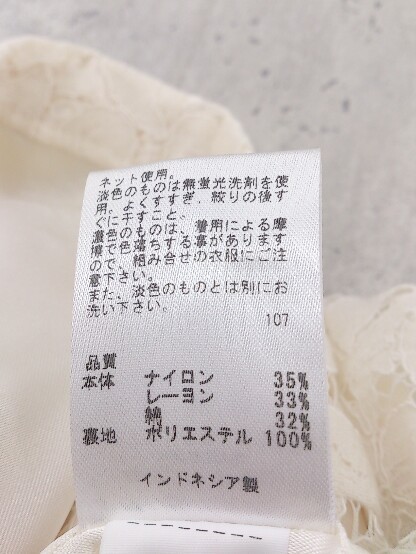 ネット使用。
淡色のものは無蛍光洗剤を使
用。よくすすぎ、絞りの後す
ぐに干すこと。
濃色のものは、着用による摩
擦で色落ちする事があります
ので、組み合せの衣服にご注
意下さい。
また、淡色のものとは別にお
洗い下さい。
107
品質
本体 ナイロン 35%
レーヨン 33%
綿 32%
裏地 ポリエステル 100%
インドネシア製